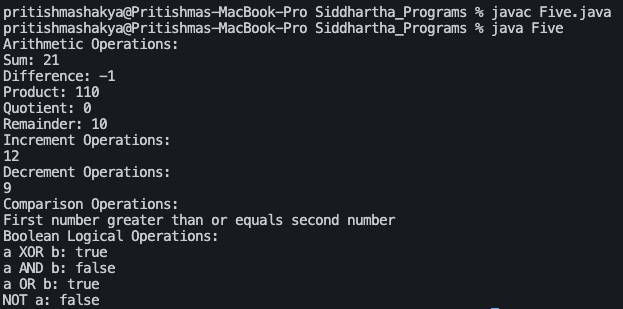 pritishmashakya@Pritishmas-MacBook-Pro Siddhartha_Programs % javac Five.java
pritishmashakya@Pritishmas-MacBook-Pro Siddhartha_Programs % java Five
Arithmetic Operations:
Sum: 21
Difference: -1
Product: 110
Quotient: 0
Remainder: 10
Increment Operations:
12
Decrement Operations:
9
Comparison Operations:
First number greater than or equals second number
Boolean Logical Operations:
a XOR b: true
a AND b: false
a OR b: true
NOT a: false